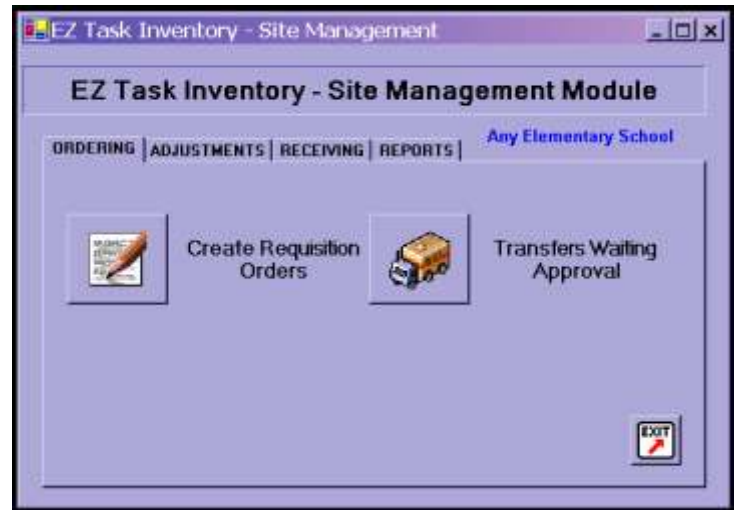 EZ Task Inventory - Site Management
EZ Task Inventory - Site Management Module
Any Elementary School
ORDERING ADJUSTMENTS RECEIVING REPORTS
Create Requisition
Orders
Transfers Waiting
Approval
EXIT